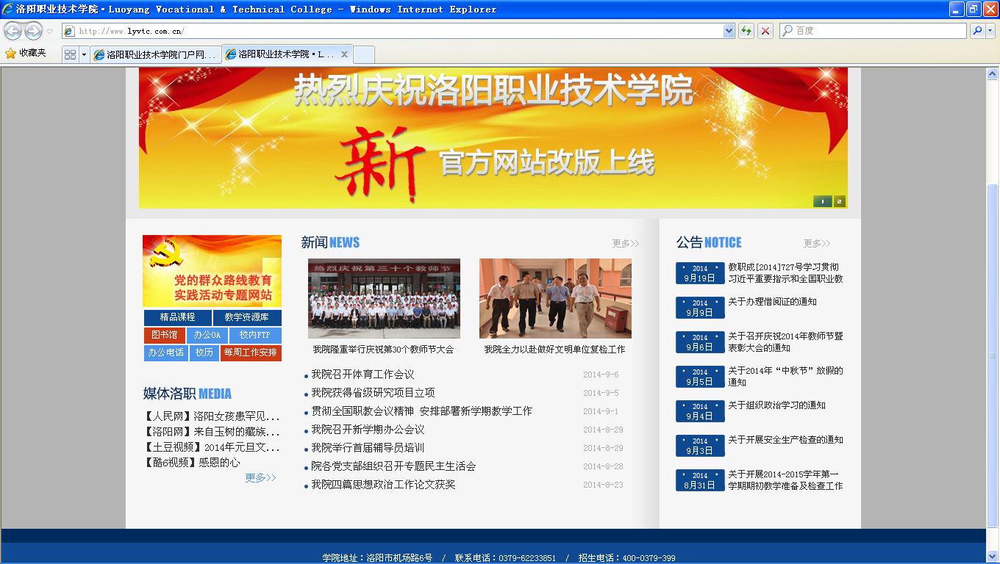 洛阳职业技术学院·Luoyang Vocational & Technical College - Windows Internet Explorer
http://www.lyvtc.com.cn/
百度
收藏夹
洛阳职业技术学院门户网...
洛阳职业技术学院·L...
热烈庆祝洛阳职业技术学院
新 官方网站改版上线
1 2
党的群众路线教育
实践活动专题网站
精品课程 教学资源库
图书馆 办公OA 校内FTP
办公电话 校历 每周工作安排
媒体洛职 MEDIA
【人民网】洛阳女孩患罕见...
【洛阳网】来自玉树的藏族...
【土豆视频】2014年元旦文...
【酷6视频】感恩的心
更多>>
新闻 NEWS
更多>>
热烈庆祝第三十个教师节
我院隆重举行庆祝第30个教师节大会
我院全力以赴做好文明单位复检工作
我院召开体育工作会议 2014-9-6
我院获得省级研究项目立项 2014-9-5
贯彻全国职教会议精神 安排部署新学期教学工作 2014-9-1
我院召开新学期办公会议 2014-8-29
我院举行首届辅导员培训 2014-8-29
院各党支部组织召开专题民主生活会 2014-8-28
我院四篇思想政治工作论文获奖 2014-8-23
公告 NOTICE
更多>>
2014
9月19日
教职成[2014]727号学习贯彻
习近平重要指示和全国职业教
2014
9月9日
关于办理借阅证的通知
2014
9月6日
关于召开庆祝2014年教师节暨
表彰大会的通知
2014
9月5日
关于2014年“中秋节”放假的
通知
2014
9月4日
关于组织政治学习的通知
2014
9月3日
关于开展安全生产检查的通知
2014
8月31日
关于开展2014-2015学年第一
学期期初教学准备及检查工作
学院地址：洛阳市机场路6号 / 联系电话：0379-62233851 / 招生电话：400-0379-399